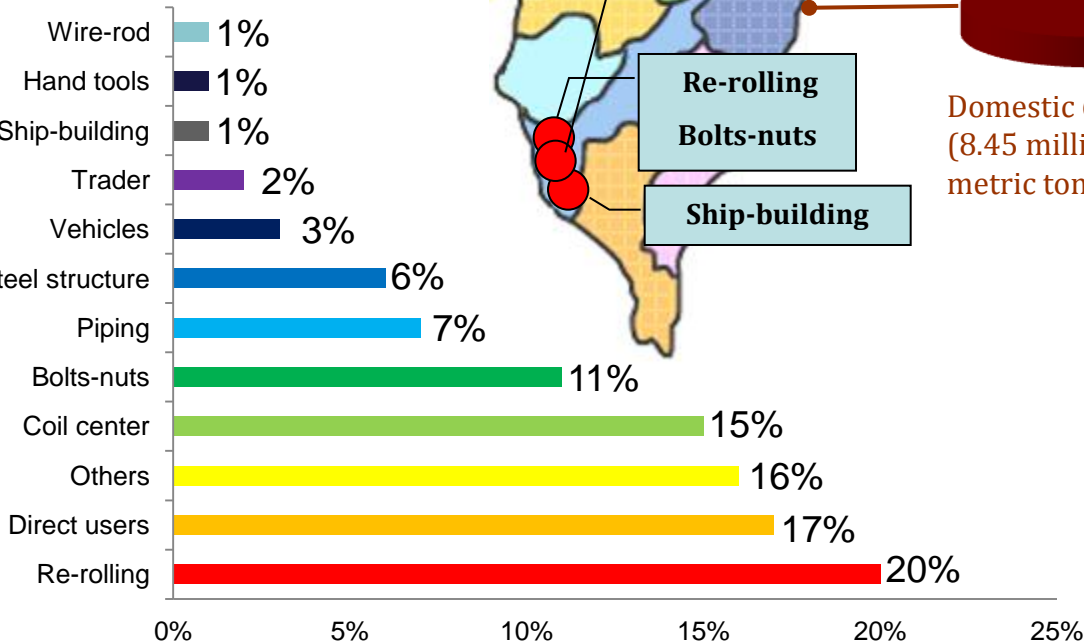 Wire-rod 1%
Hand tools 1%
Ship-building 1%
Trader 2%
Vehicles 3%
steel structure 6%
Piping 7%
Bolts-nuts 11%
Coil center 15%
Others 16%
Direct users 17%
Re-rolling 20%
0% 5% 10% 15% 20% 25%
Re-rolling
Bolts-nuts
Ship-building
Domestic
(8.45 milli
metric ton